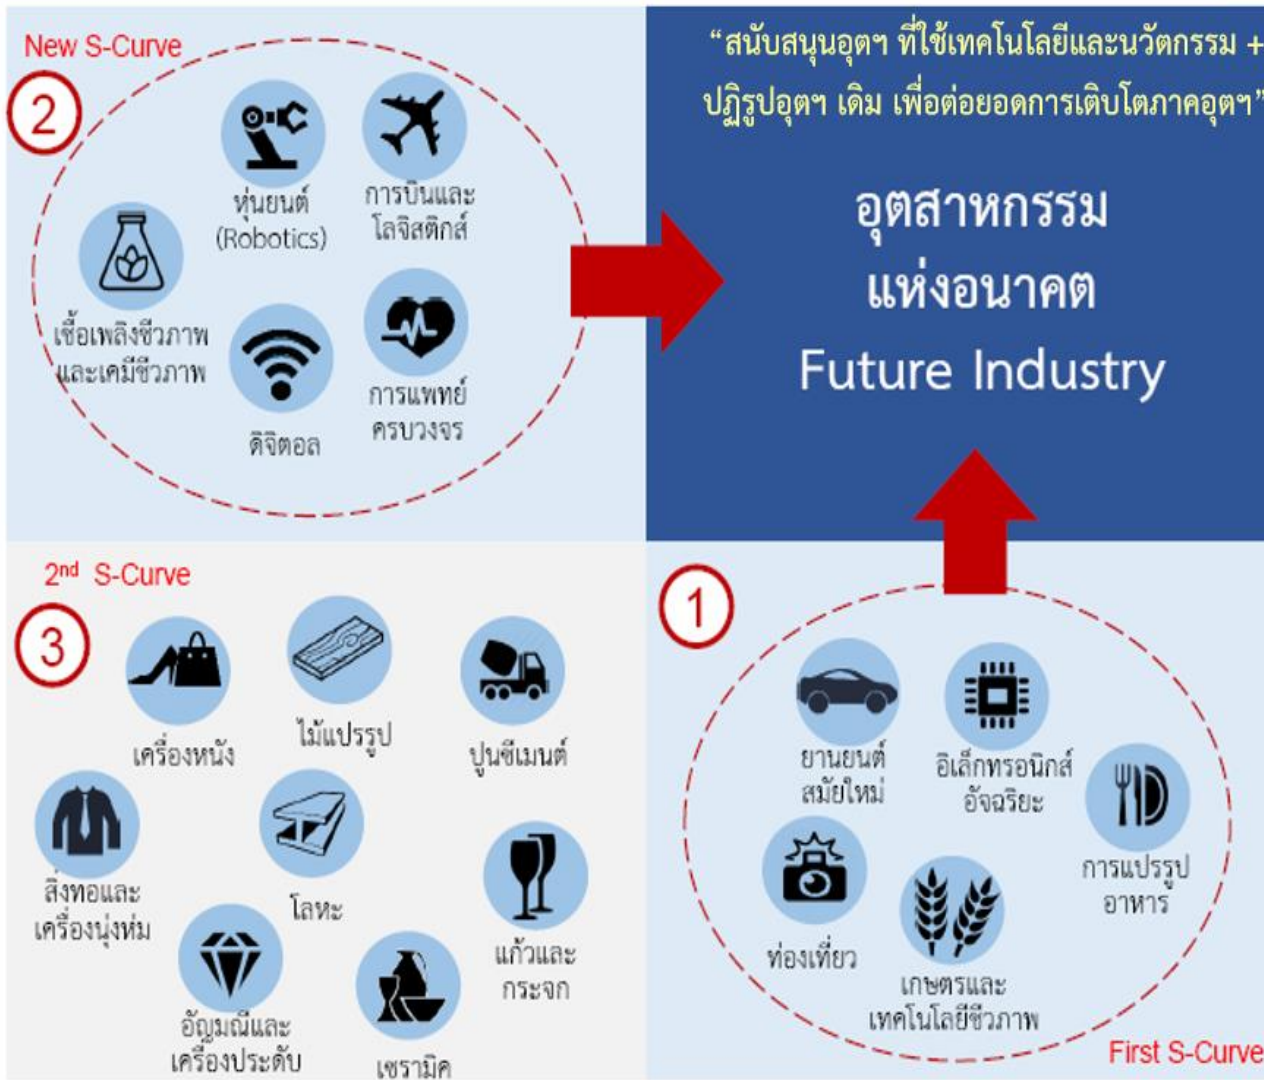 New S-Curve
2
หุ่นยนต์
(Robotics)
การบินและ
โลจิสติกส์
เชื้อเพลิงชีวภาพ
และเคมีชีวภาพ
ดิจิตอล
การแพทย์
ครบวงจร
“สนับสนุนอุตฯ ที่ใช้เทคโนโลยีและนวัตกรรม +
ปฏิรูปอุตฯ เดิม เพื่อต่อยอดการเติบโตภาคอุตฯ”
อุตสาหกรรม
แห่งอนาคต
Future Industry
2nd S-Curve
3
เครื่องหนัง
ไม้แปรรูป
ปูนซีเมนต์
สิ่งทอและ
เครื่องนุ่งห่ม
โลหะ
แก้วและ
กระจก
อัญมณีและ
เครื่องประดับ
เซรามิค
1
ยานยนต์
สมัยใหม่
อิเล็กทรอนิกส์
อัจฉริยะ
การแปรรูป
อาหาร
ท่องเที่ยว
เกษตรและ
เทคโนโลยีชีวภาพ
First S-Curve